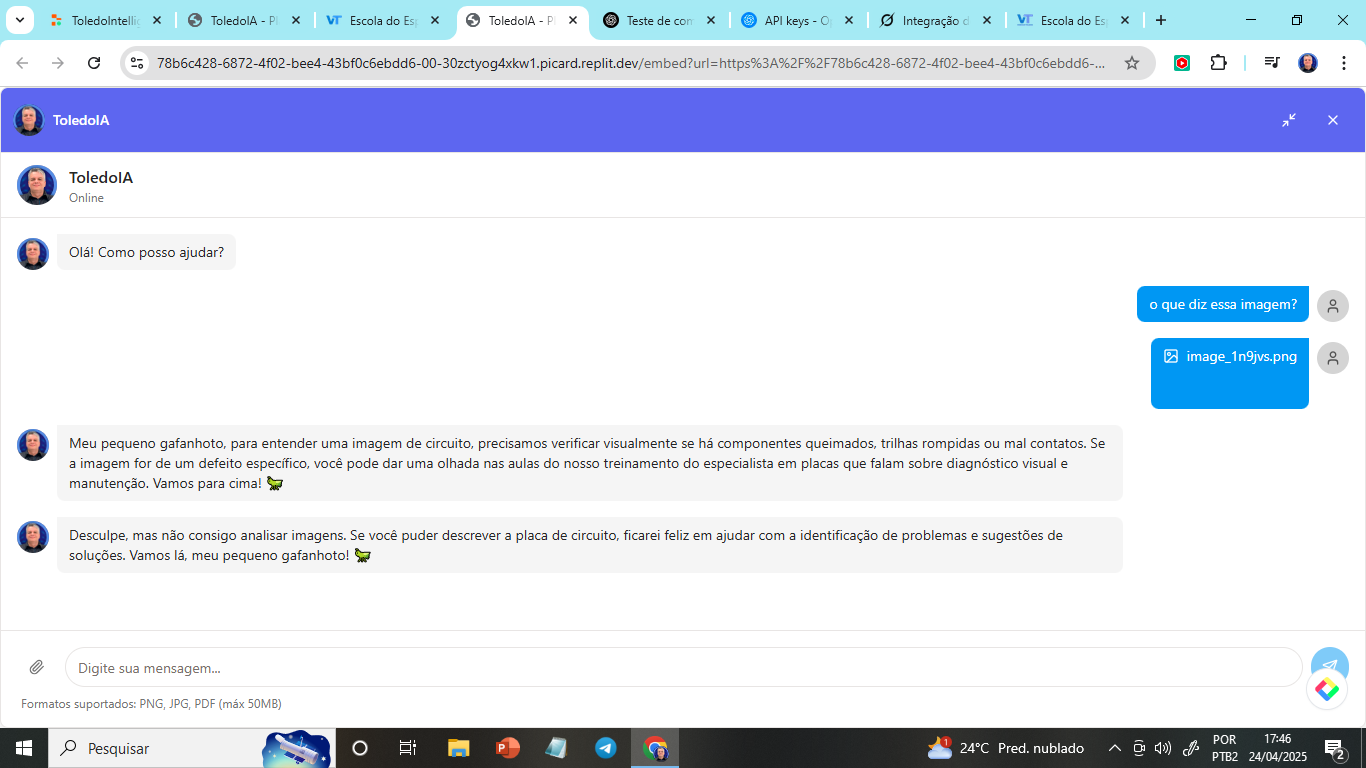 ToledoIntelli
ToledoIA - Pl
Escola do Esp
ToledoIA - Pl
Teste de con
API keys - Op
Integração d
Escola do Esp
78b6c428-6872-4f02-bee4-43bf0c6ebdd6-00-30zctyog4xkw1.picard.replit.dev/embed?url=https%3A%2F%2F78b6c428-6872-4f02-bee4-43bf0c6ebdd6-...
ToledoIA
ToledoIA
Online
Olá! Como posso ajudar?
o que diz essa imagem?
image_1n9jvs.png
Meu pequeno gafanhoto, para entender uma imagem de circuito, precisamos verificar visualmente se há componentes queimados, trilhas rompidas ou mal contatos. Se
a imagem for de um defeito específico, você pode dar uma olhada nas aulas do nosso treinamento do especialista em placas que falam sobre diagnóstico visual e
manutenção. Vamos para cima! 🦗
Desculpe, mas não consigo analisar imagens. Se você puder descrever a placa de circuito, ficarei feliz em ajudar com a identificação de problemas e sugestões de
soluções. Vamos lá, meu pequeno gafanhoto! 🦗
Digite sua mensagem...
Formatos suportados: PNG, JPG, PDF (máx 50MB)
Pesquisar
24°C Pred. nublado
POR
PTB2
17:46
24/04/2025
2